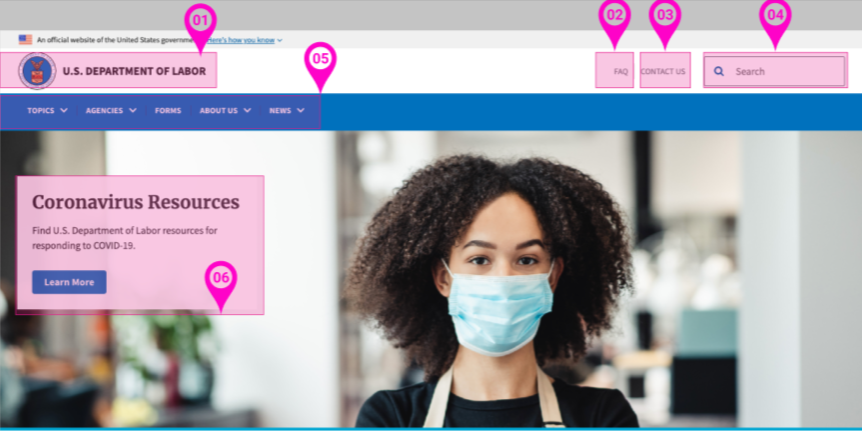 01
02
03
04
An official website of the United States governme
Here's how you know
U.S. DEPARTMENT OF LABOR
FAQ
CONTACT US
Search
05
TOPICS
AGENCIES
FORMS
ABOUT US
NEWS
Coronavirus Resources
Find U.S. Department of Labor resources for
responding to COVID-19.
Learn More
06